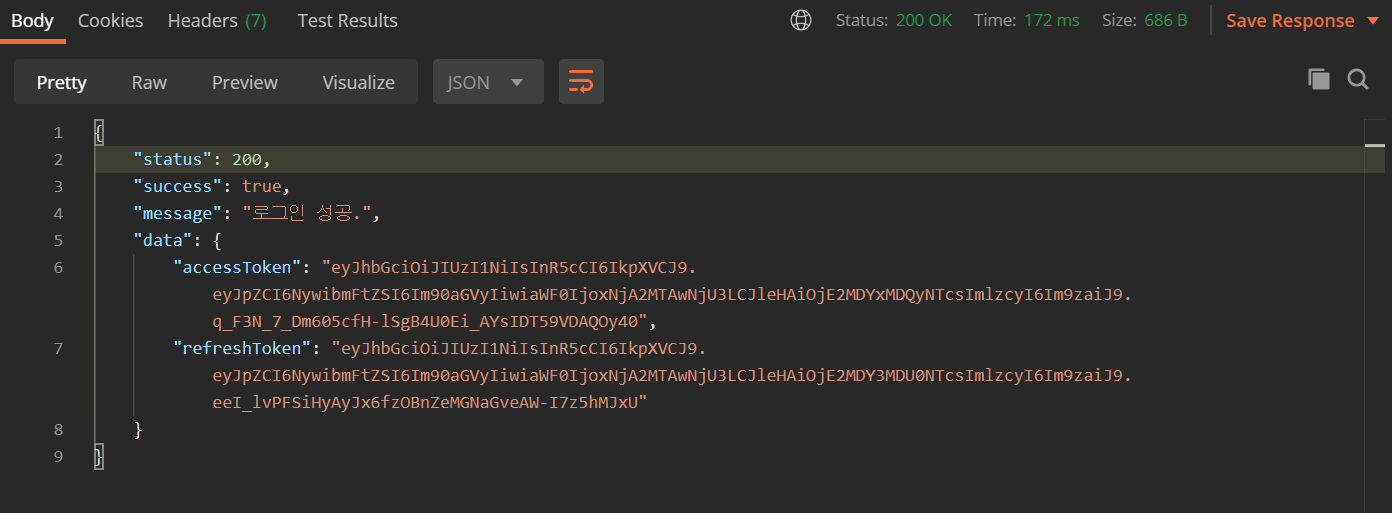 Body Cookies Headers (7) Test Results Status: 200 OK Time: 172 ms Size: 686 B Save Response
Pretty Raw Preview Visualize JSON
1 {
2 "status": 200,
3 "success": true,
4 "message": "로그인 성공.",
5 "data": {
6 "accessToken": "eyJhbGciOiJIUzI1NiIsInR5cCI6IkpXVCJ9.
eyJpZCI6NywibmFtZSI6Im90aGVyIiwiaWF0IjoxNjA2MTAwNjU3LCJleHAiOjE2MDYxMDQyNTcsImlzcyI6Im9zaiJ9.
q_F3N_7_Dm605cfH-lSgB4U0Ei_AYsIDT59VDAQOy40",
7 "refreshToken": "eyJhbGciOiJIUzI1NiIsInR5cCI6IkpXVCJ9.
eyJpZCI6NywibmFtZSI6Im90aGVyIiwiaWF0IjoxNjA2MTAwNjU3LCJleHAiOjE2MDY3MDU0NTcsImlzcyI6Im9zaiJ9.
eeI_lvPFSiHyAyJx6fzOBnZeMGNaGveAW-I7z5hMJxU"
8 }
9 }